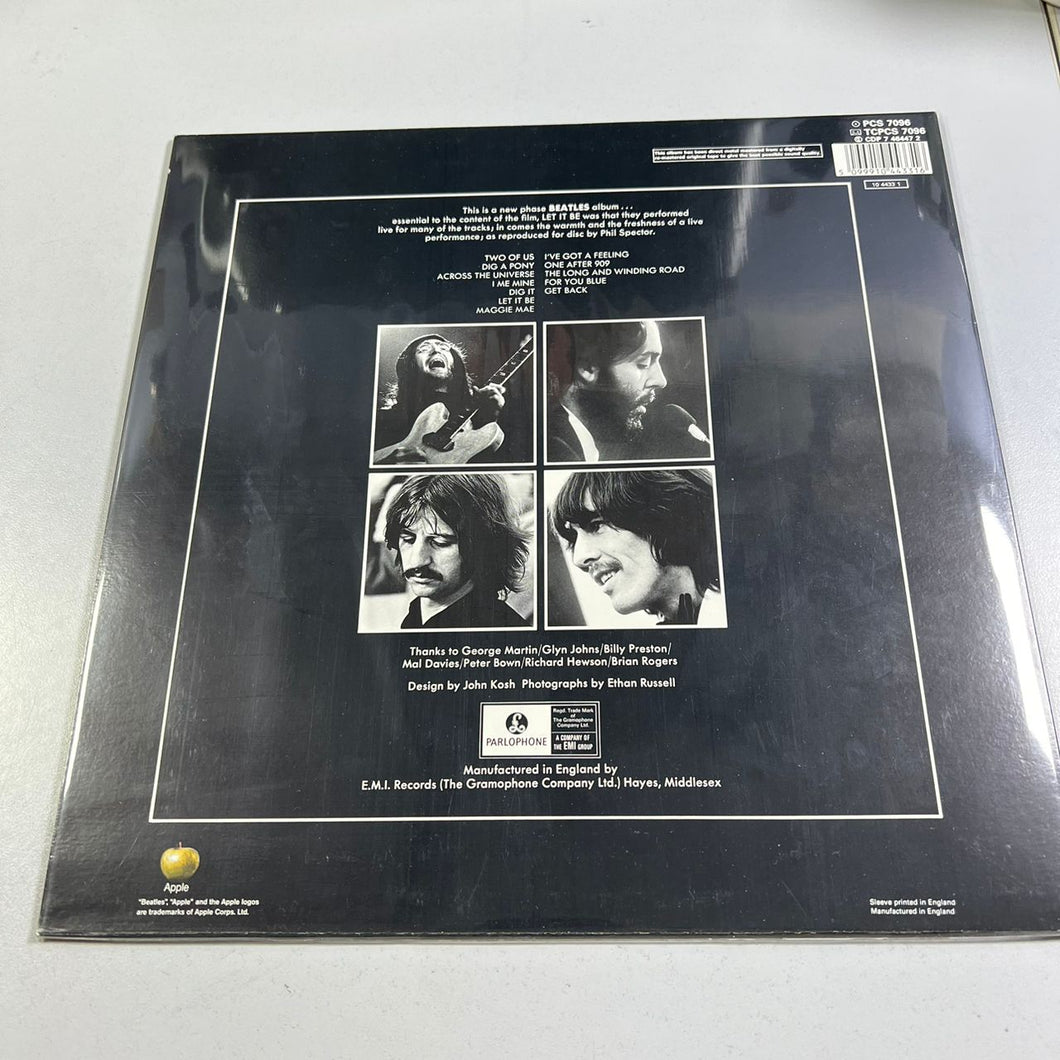 PCS 7096
TCPCS 7096
CDP 7 46447 2
This album has been direct metal mastered from a digitally
re-mastered original tape to give the best possible sound quality.
5 099910 443316
10 4433 1
This is a new phase BEATLES album . . .
essential to the content of the film, LET IT BE was that they performed
live for many of the tracks; in comes the warmth and the freshness of a live
performance; as reproduced for disc by Phil Spector.
TWO OF US
DIG A PONY
ACROSS THE UNIVERSE
I ME MINE
DIG IT
LET IT BE
MAGGIE MAE
I'VE GOT A FEELING
ONE AFTER 909
THE LONG AND WINDING ROAD
FOR YOU BLUE
GET BACK
Thanks to George Martin/Glyn Johns/Billy Preston/
Mal Davies/Peter Bown/Richard Hewson/Brian Rogers
Design by John Kosh Photographs by Ethan Russell
PARLOPHONE
Regd. Trade Mark
of
The Gramophone
Company Ltd.
A COMPANY OF
THE EMI GROUP
Manufactured in England by
E.M.I. Records (The Gramophone Company Ltd.) Hayes, Middlesex
Apple
"Beatles", "Apple" and the Apple logos
are trademarks of Apple Corps. Ltd.
Sleeve printed in England
Manufactured in England